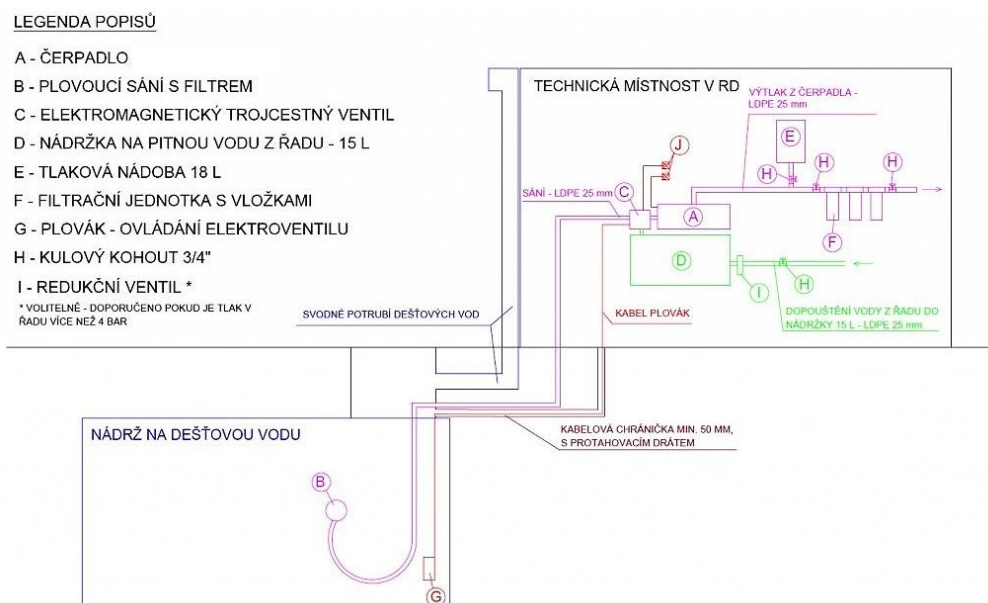 LEGENDA POPISŮ
A - ČERPADLO
B - PLOVOUCÍ SÁNÍ S FILTREM
C - ELEKTROMAGNETICKÝ TROJCESTNÝ VENTIL
D - NÁDRŽKA NA PITNOU VODU Z ŘADU - 15 L
E - TLAKOVÁ NÁDOBA 18 L
F - FILTRAČNÍ JEDNOTKA S VLOŽKAMI
G - PLOVÁK - OVLÁDÁNÍ ELEKTROVENTILU
H - KULOVÝ KOHOUT 3/4"
I - REDUKČNÍ VENTIL *
* VOLITELNĚ - DOPORUČENO POKUD JE TLAK V
ŘADU VÍCE NEŽ 4 BAR
TECHNICKÁ MÍSTNOST V RD
VÝTLAK Z ČERPADLA -
LDPE 25 mm
E
J
H
H
H
SÁNÍ - LDPE 25 mm
C
A
F
D
I
H
SVODNÉ POTRUBÍ DEŠŤOVÝCH VOD
KABEL PLOVÁK
DOPOUŠTĚNÍ VODY Z ŘADU DO
NÁDRŽKY 15 L - LDPE 25 mm
NÁDRŽ NA DEŠŤOVOU VODU
KABELOVÁ CHRÁNIČKA MIN. 50 MM,
S PROTAHOVACÍM DRÁTEM
B
G